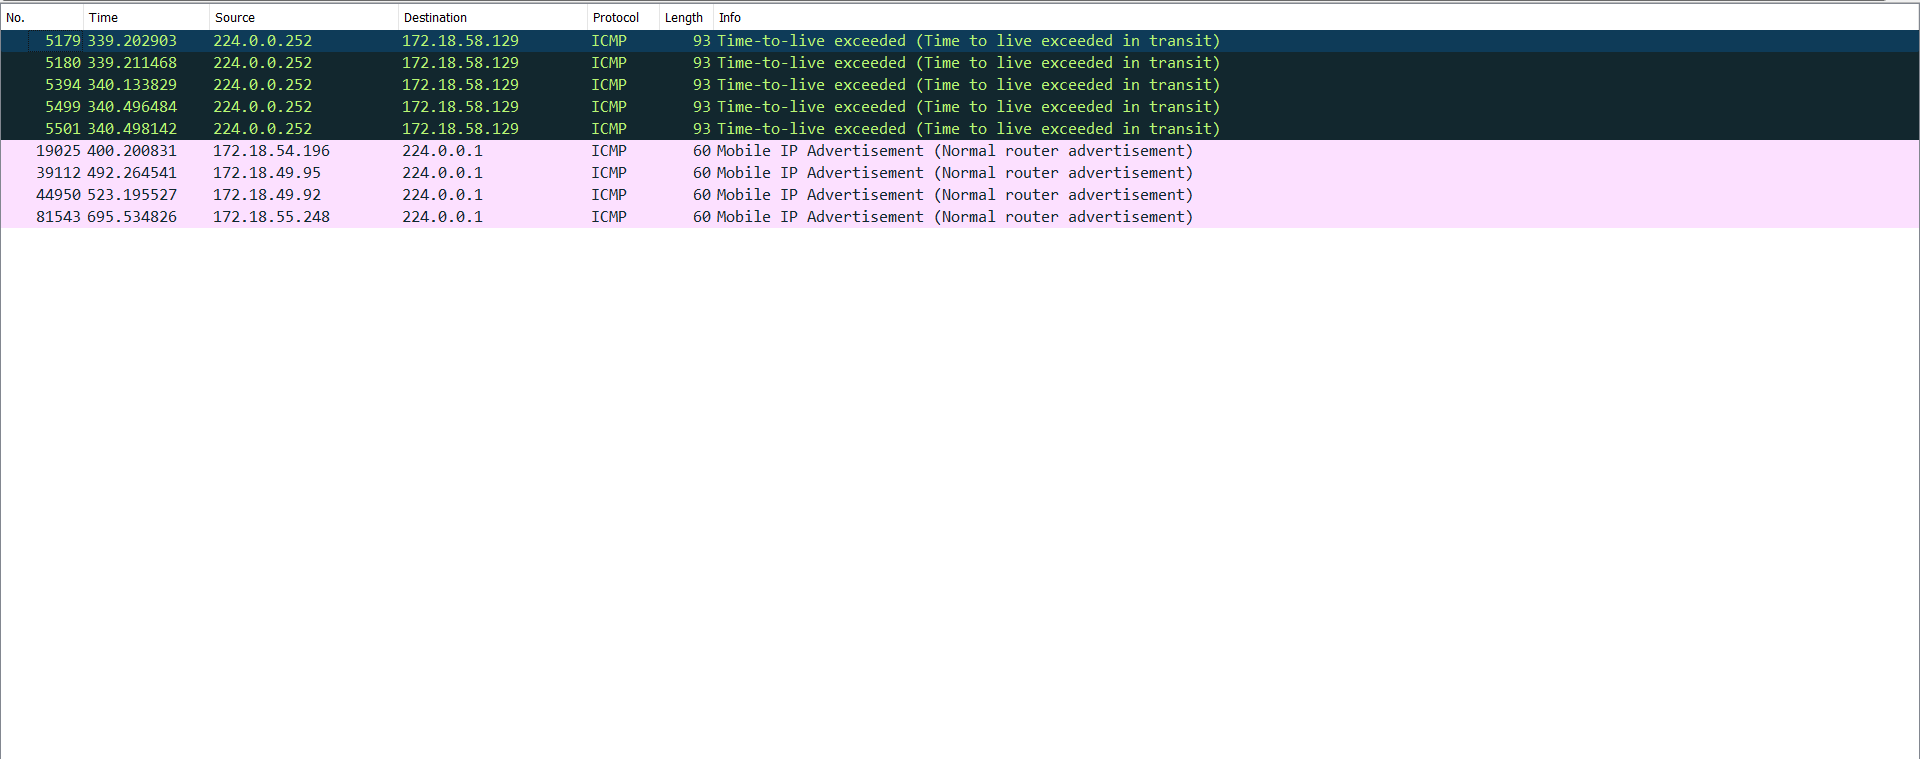 No. Time Source Destination Protocol Length Info
5179 339.202903 224.0.0.252 172.18.58.129 ICMP 93 Time-to-live exceeded (Time to live exceeded in transit)
5180 339.211468 224.0.0.252 172.18.58.129 ICMP 93 Time-to-live exceeded (Time to live exceeded in transit)
5394 340.133829 224.0.0.252 172.18.58.129 ICMP 93 Time-to-live exceeded (Time to live exceeded in transit)
5499 340.496484 224.0.0.252 172.18.58.129 ICMP 93 Time-to-live exceeded (Time to live exceeded in transit)
5501 340.498142 224.0.0.252 172.18.58.129 ICMP 93 Time-to-live exceeded (Time to live exceeded in transit)
19025 400.200831 172.18.54.196 224.0.0.1 ICMP 60 Mobile IP Advertisement (Normal router advertisement)
39112 492.264541 172.18.49.95 224.0.0.1 ICMP 60 Mobile IP Advertisement (Normal router advertisement)
44950 523.195527 172.18.49.92 224.0.0.1 ICMP 60 Mobile IP Advertisement (Normal router advertisement)
81543 695.534826 172.18.55.248 224.0.0.1 ICMP 60 Mobile IP Advertisement (Normal router advertisement)